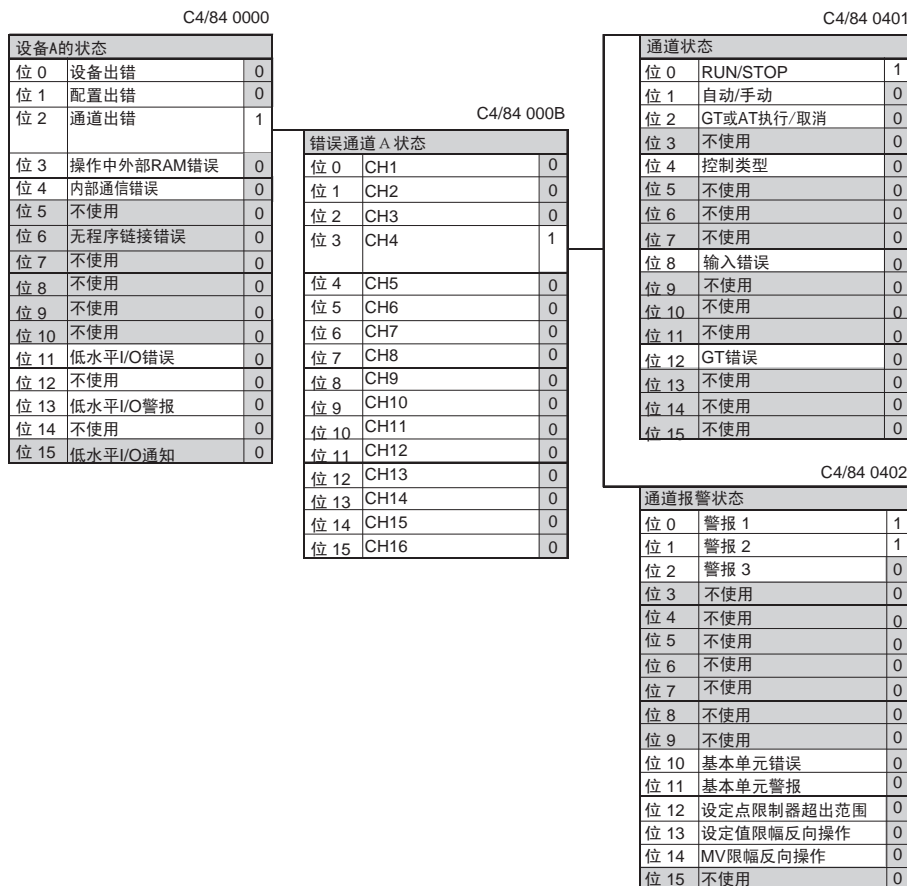 C4/84 0000
设备A的状态
位 0 设备出错 0
位 1 配置出错 0
位 2 通道出错 1
位 3 操作中外部RAM错误 0
位 4 内部通信错误 0
位 5 不使用 0
位 6 无程序链接错误 0
位 7 不使用 0
位 8 不使用 0
位 9 不使用 0
位 10 不使用 0
位 11 低水平I/O错误 0
位 12 不使用 0
位 13 低水平I/O警报 0
位 14 不使用 0
位 15 低水平I/O通知 0
C4/84 000B
错误通道 A 状态
位 0 CH1 0
位 1 CH2 0
位 2 CH3 0
位 3 CH4 1
位 4 CH5 0
位 5 CH6 0
位 6 CH7 0
位 7 CH8 0
位 8 CH9 0
位 9 CH10 0
位 10 CH11 0
位 11 CH12 0
位 12 CH13 0
位 13 CH14 0
位 14 CH15 0
位 15 CH16 0
C4/84 0401
通道状态
位 0 RUN/STOP 1
位 1 自动/手动 0
位 2 GT或AT执行/取消 0
位 3 不使用 0
位 4 控制类型 0
位 5 不使用 0
位 6 不使用 0
位 7 不使用 0
位 8 输入错误 0
位 9 不使用 0
位 10 不使用 0
位 11 不使用 0
位 12 GT错误 0
位 13 不使用 0
位 14 不使用 0
位 15 不使用 0
C4/84 0402
通道报警状态
位 0 警报 1 1
位 1 警报 2 1
位 2 警报 3 0
位 3 不使用 0
位 4 不使用 0
位 5 不使用 0
位 6 不使用 0
位 7 不使用 0
位 8 不使用 0
位 9 不使用 0
位 10 基本单元错误 0
位 11 基本单元警报 0
位 12 设定点限制器超出范围 0
位 13 设定值限幅反向操作 0
位 14 MV限幅反向操作 0
位 15 不使用 0